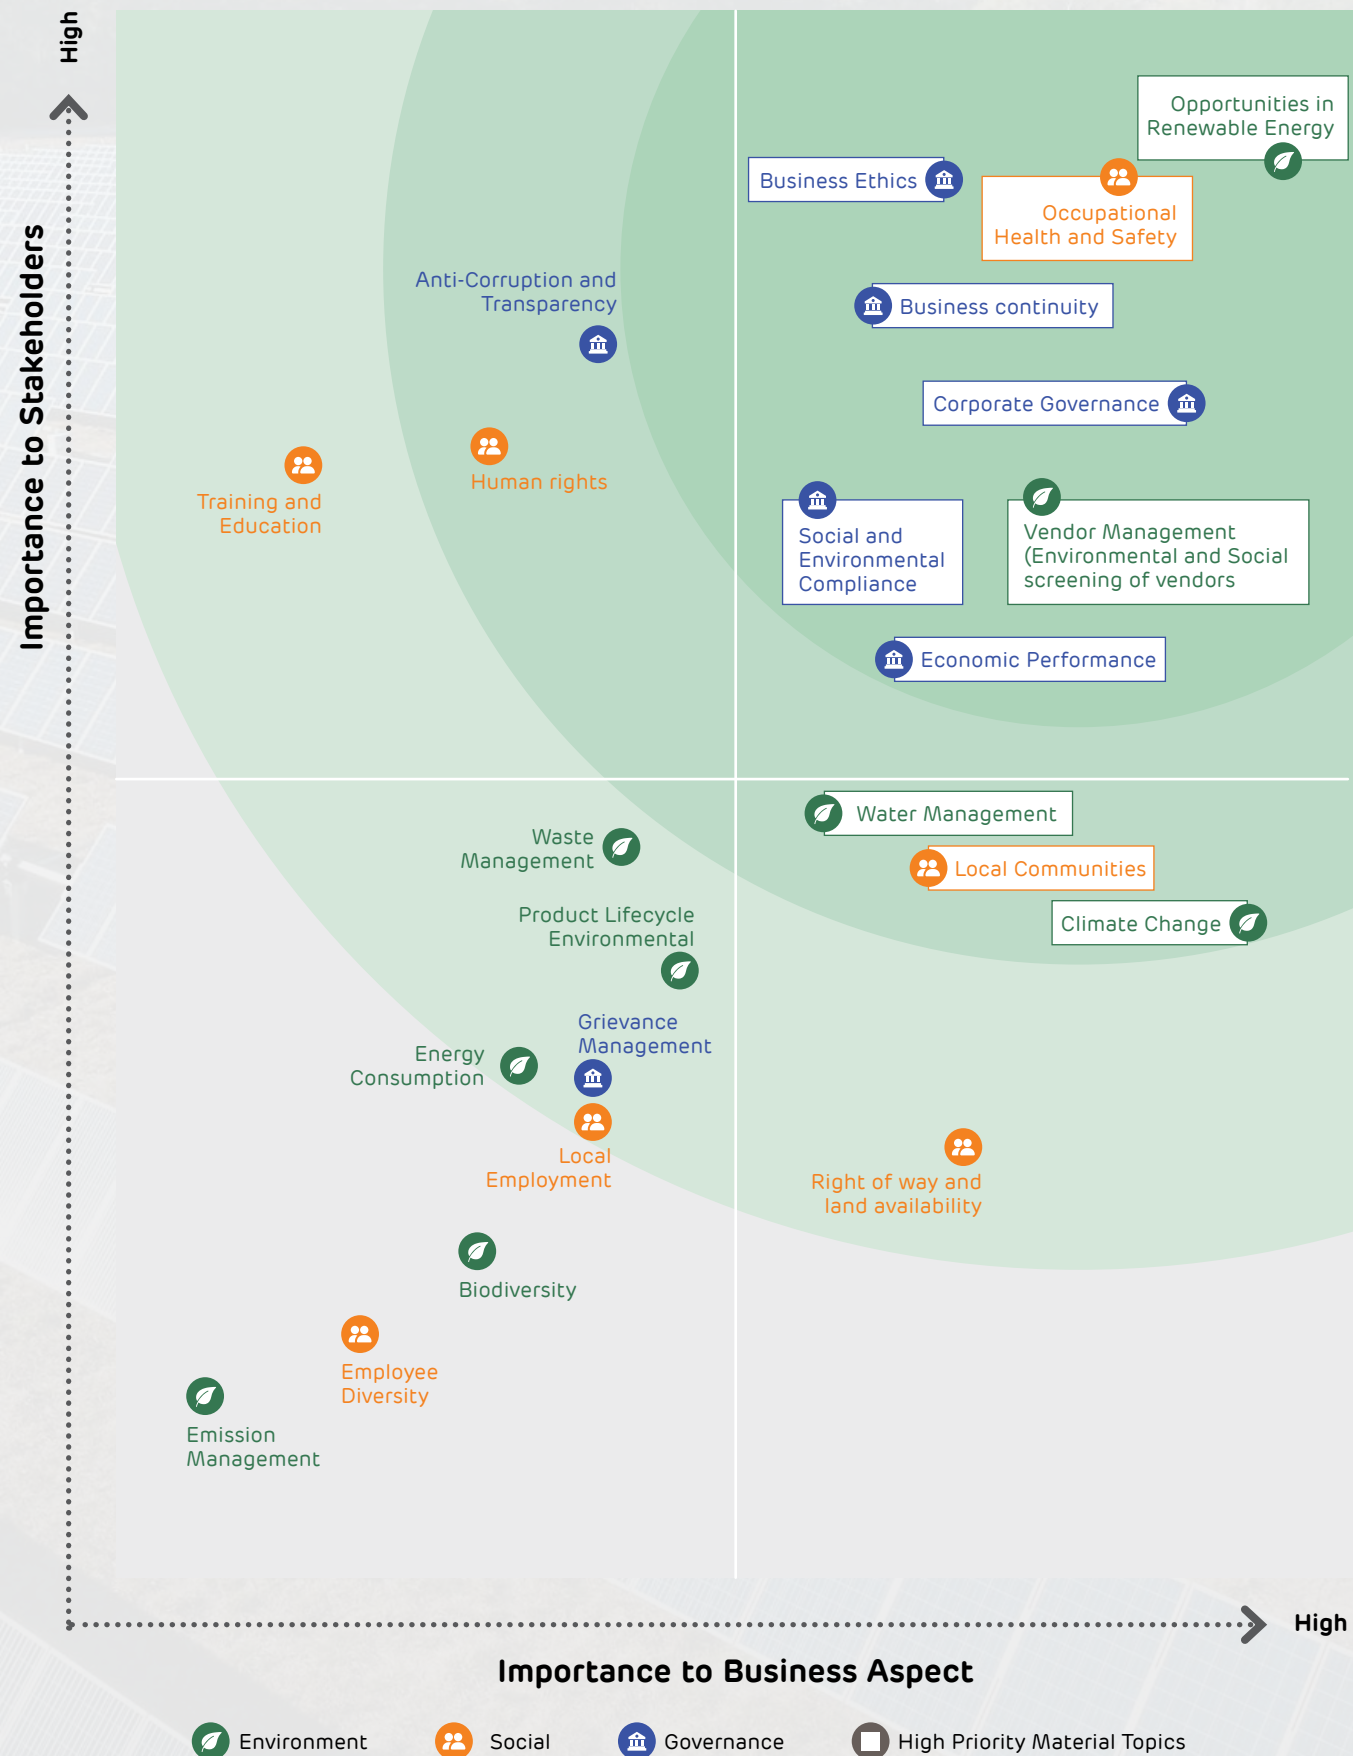 High
Importance to Stakeholders
Opportunities in
Renewable Energy
Business Ethics
Occupational
Health and Safety
Anti-Corruption and
Transparency
Business continuity
Corporate Governance
Human rights
Training and
Education
Social and
Environmental
Compliance
Vendor Management
(Environmental and Social
screening of vendors
Economic Performance
Water Management
Waste
Management
Local Communities
Product Lifecycle
Environmental
Climate Change
Grievance
Management
Energy
Consumption
Local
Employment
Right of way and
land availability
Biodiversity
Employee
Diversity
Emission
Management
High
Importance to Business Aspect
Environment
Social
Governance
High Priority Material Topics